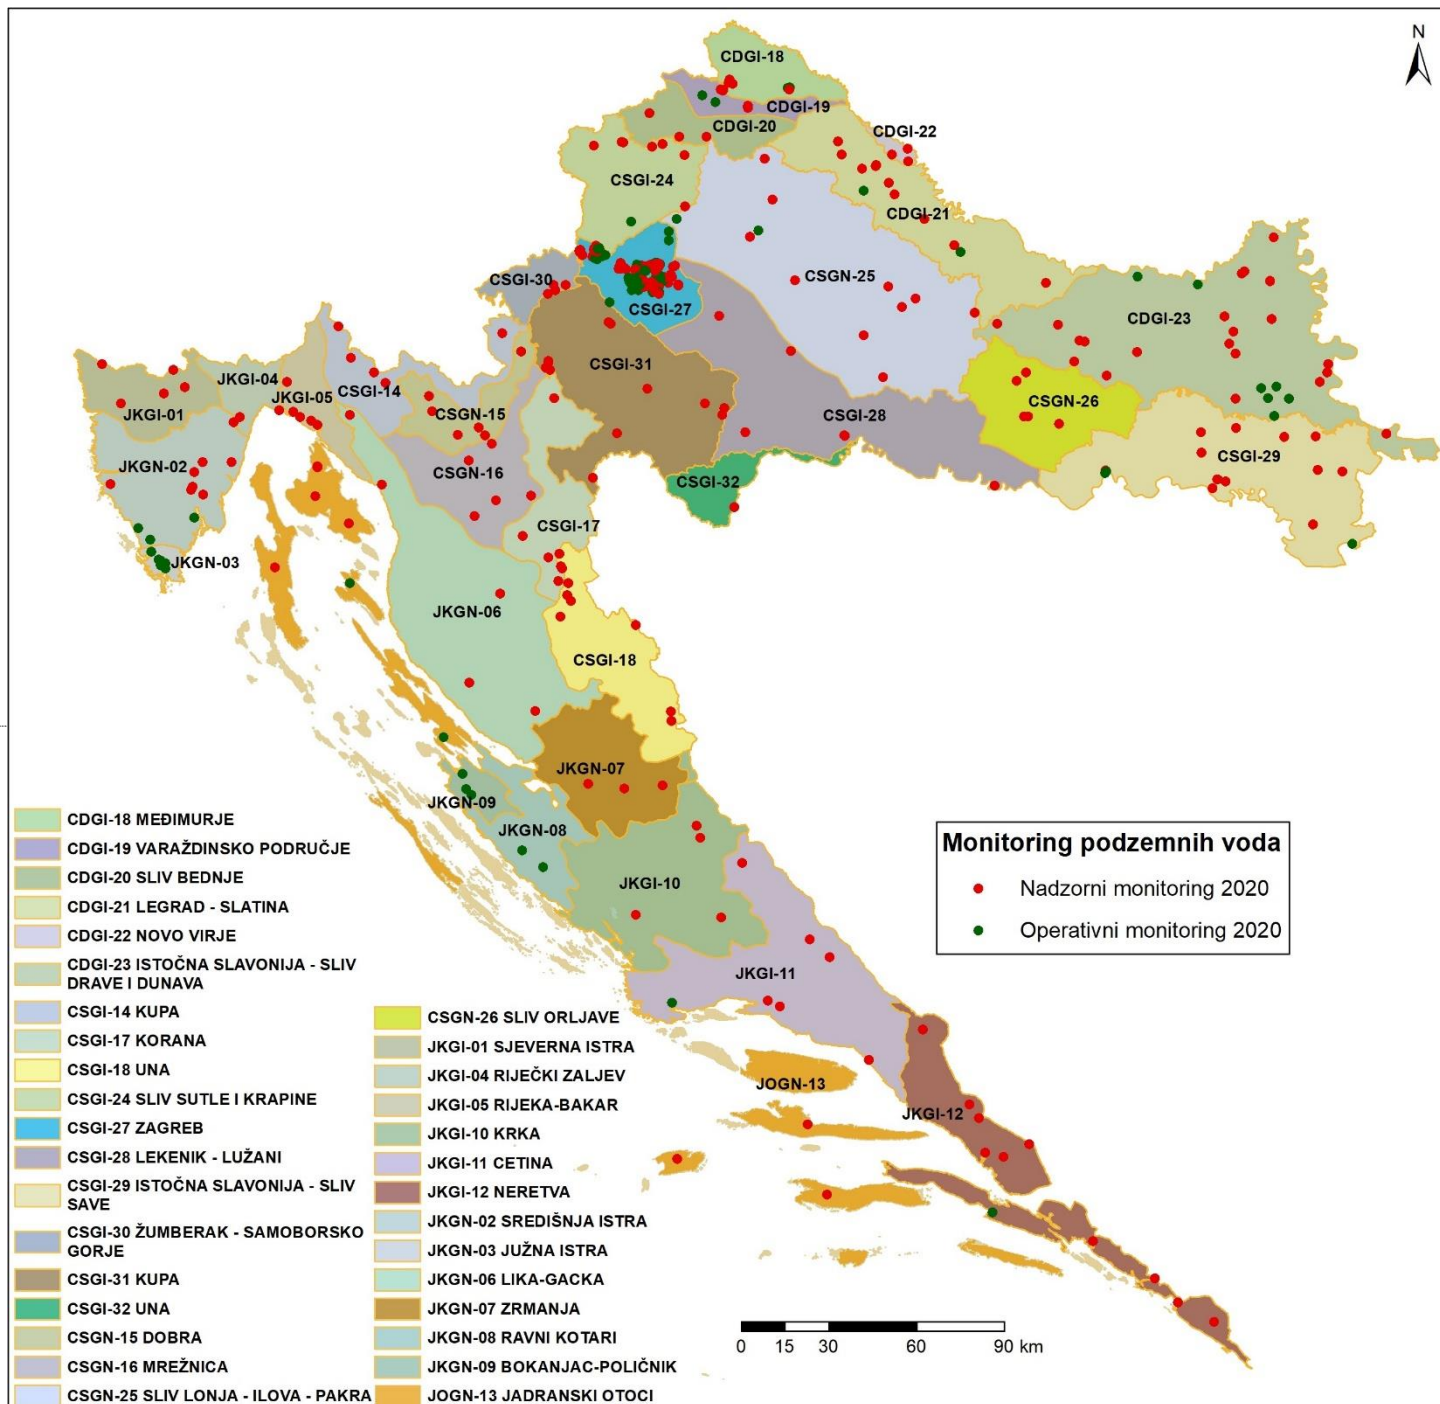 N
CDGI-18
CDGI-19
CDGI-20
CDGI-22
CSGI-24
CDGI-21
CSGI-30
CSGN-25
CSGI-27
CDGI-23
CSGI-31
JKGI-04
JKGI-05
CSGI-14
JKGI-01
CSGN-15
CSGN-26
CSGI-28
JKGN-02
CSGN-16
CSGI-29
CSGI-32
CSGI-17
JKGN-03
JKGN-06
CSGI-18
JKGN-07
JKGN-09
JKGN-08
JKGI-10
JKGI-11
JOGN-13
JKGI-12
CDGI-18 MEĐIMURJE
CDGI-19 VARAŽDINSKO PODRUČJE
CDGI-20 SLIV BEDNJE
CDGI-21 LEGRAD - SLATINA
CDGI-22 NOVO VIRJE
CDGI-23 ISTOČNA SLAVONIJA - SLIV
DRAVE I DUNAVA
CSGI-14 KUPA
CSGI-17 KORANA
CSGI-18 UNA
CSGI-24 SLIV SUTLE I KRAPINE
CSGI-27 ZAGREB
CSGI-28 LEKENIK - LUŽANI
CSGI-29 ISTOČNA SLAVONIJA - SLIV
SAVE
CSGI-30 ŽUMBERAK - SAMOBORSKO
GORJE
CSGI-31 KUPA
CSGI-32 UNA
CSGN-15 DOBRA
CSGN-16 MREŽNICA
CSGN-25 SLIV LONJA - ILOVA - PAKRA
CSGN-26 SLIV ORLJAVE
JKGI-01 SJEVERNA ISTRA
JKGI-04 RIJEČKI ZALJEV
JKGI-05 RIJEKA-BAKAR
JKGI-10 KRKA
JKGI-11 CETINA
JKGI-12 NERETVA
JKGN-02 SREDIŠNJA ISTRA
JKGN-03 JUŽNA ISTRA
JKGN-06 LIKA-GACKA
JKGN-07 ZRMANJA
JKGN-08 RAVNI KOTARI
JKGN-09 BOKANJAC-POLIČNIK
JOGN-13 JADRANSKI OTOCI
Monitoring podzemnih voda
Nadzorni monitoring 2020
Operativni monitoring 2020
0 15 30 60 90 km